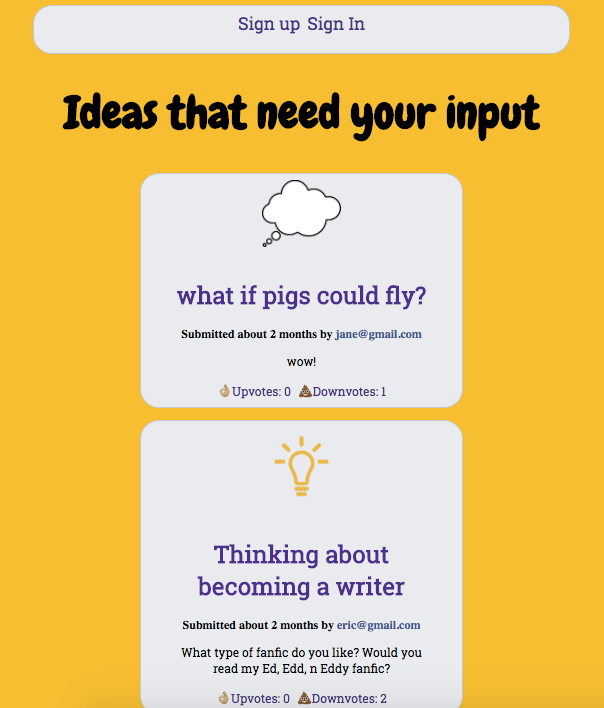 Sign up Sign In
Ideas that need your input
what if pigs could fly?
Submitted about 2 months by jane@gmail.com
wow!
👌🏼Upvotes: 0 💩Downvotes: 1
Thinking about
becoming a writer
Submitted about 2 months by eric@gmail.com
What type of fanfic do you like? Would you
read my Ed, Edd, n Eddy fanfic?
👌🏼Upvotes: 0 💩Downvotes: 2